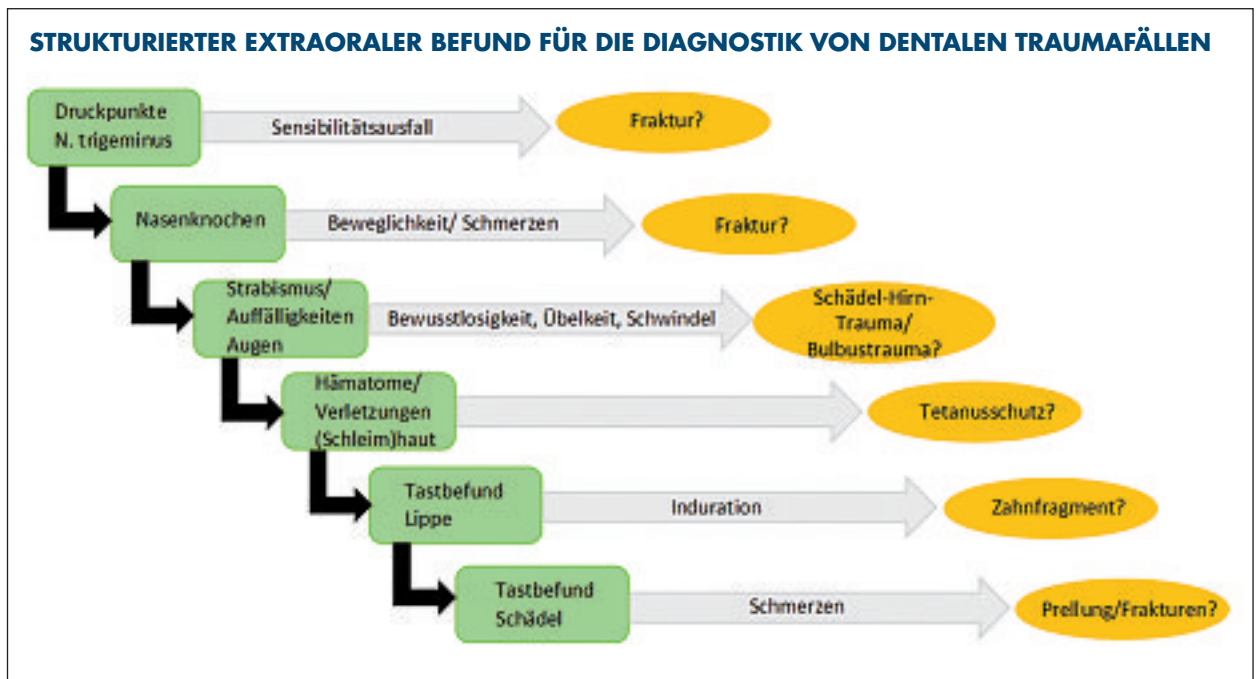 STRUKTURIERTER EXTRAORALER BEFUND FÜR DIE DIAGNOSTIK VON DENTALEN TRAUMAFÄLLEN
Druckpunkte
N. trigeminus
Sensibilitätsausfall
Fraktur?
Nasenknochen
Beweglichkeit/ Schmerzen
Fraktur?
Strabismus/
Auffälligkeiten
Augen
Bewusstlosigkeit, Übelkeit, Schwindel
Schädel-Hirn-
Trauma/
Bulbustrauma?
Hämatome/
Verletzungen
(Schleim)haut
Tetanusschutz?
Tastbefund
Lippe
Induration
Zahnfragment?
Tastbefund
Schädel
Schmerzen
Prellung/Frakturen?